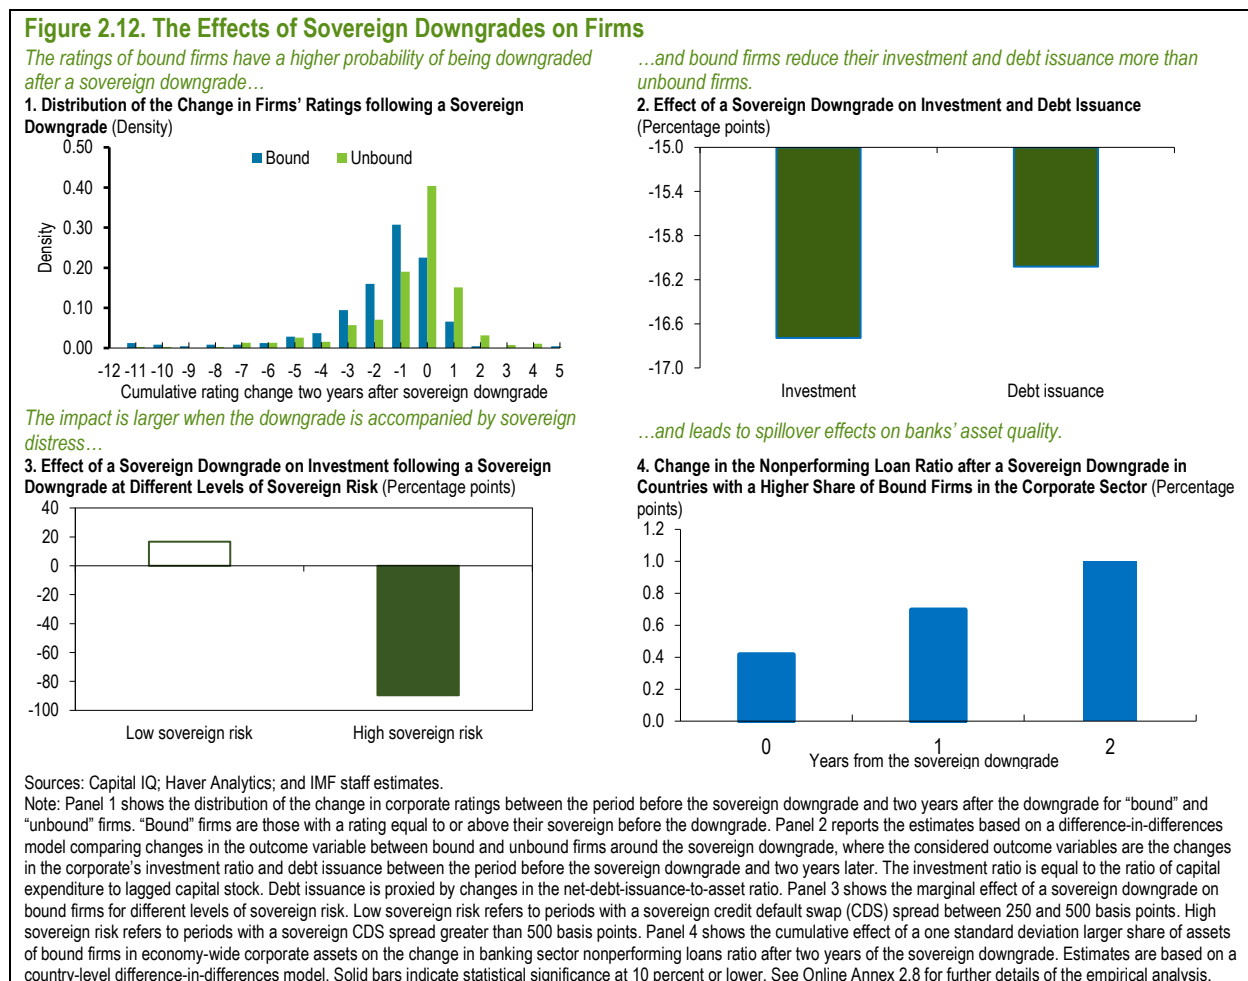 Figure 2.12. The Effects of Sovereign Downgrades on Firms
The ratings of bound firms have a higher probability of being downgraded
after a sovereign downgrade…
1. Distribution of the Change in Firms’ Ratings following a Sovereign
Downgrade (Density)
0.50
0.40
0.30
0.20
0.10
0.00
Density
Bound Unbound
-12 -11 -10 -9 -8 -7 -6 -5 -4 -3 -2 -1 0 1 2 3 4 5
Cumulative rating change two years after sovereign downgrade
…and bound firms reduce their investment and debt issuance more than
unbound firms.
2. Effect of a Sovereign Downgrade on Investment and Debt Issuance
(Percentage points)
-15.0
-15.4
-15.8
-16.2
-16.6
-17.0
Investment Debt issuance
The impact is larger when the downgrade is accompanied by sovereign
distress…
3. Effect of a Sovereign Downgrade on Investment following a Sovereign
Downgrade at Different Levels of Sovereign Risk (Percentage points)
40
20
0
-20
-40
-60
-80
-100
Low sovereign risk High sovereign risk
…and leads to spillover effects on banks’ asset quality.
4. Change in the Nonperforming Loan Ratio after a Sovereign Downgrade in
Countries with a Higher Share of Bound Firms in the Corporate Sector (Percentage
points)
1.2
1.0
0.8
0.6
0.4
0.2
0.0
0 1 2
Years from the sovereign downgrade
Sources: Capital IQ; Haver Analytics; and IMF staff estimates.
Note: Panel 1 shows the distribution of the change in corporate ratings between the period before the sovereign downgrade and two years after the downgrade for “bound” and
“unbound” firms. “Bound” firms are those with a rating equal to or above their sovereign before the downgrade. Panel 2 reports the estimates based on a difference-in-differences
model comparing changes in the outcome variable between bound and unbound firms around the sovereign downgrade, where the considered outcome variables are the changes
in the corporate’s investment ratio and debt issuance between the period before the sovereign downgrade and two years later. The investment ratio is equal to the ratio of capital
expenditure to lagged capital stock. Debt issuance is proxied by changes in the net-debt-issuance-to-asset ratio. Panel 3 shows the marginal effect of a sovereign downgrade on
bound firms for different levels of sovereign risk. Low sovereign risk refers to periods with a sovereign credit default swap (CDS) spread between 250 and 500 basis points. High
sovereign risk refers to periods with a sovereign CDS spread greater than 500 basis points. Panel 4 shows the cumulative effect of a one standard deviation larger share of assets
of bound firms in economy-wide corporate assets on the change in banking sector nonperforming loans ratio after two years of the sovereign downgrade. Estimates are based on a
country-level difference-in-differences model. Solid bars indicate statistical significance at 10 percent or lower. See Online Annex 2.8 for further details of the empirical analysis.